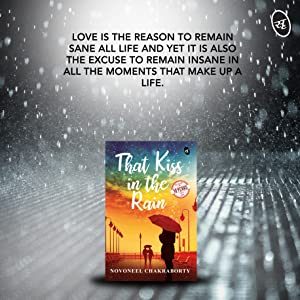 LOVE IS THE REASON TO REMAIN
SANE ALL LIFE AND YET IT IS ALSO
THE EXCUSE TO REMAIN INSANE IN
ALL THE MOMENTS THAT MAKE UP A
LIFE.
That Kiss
in the
Rain
NOVONEEL CHAKRABORTY